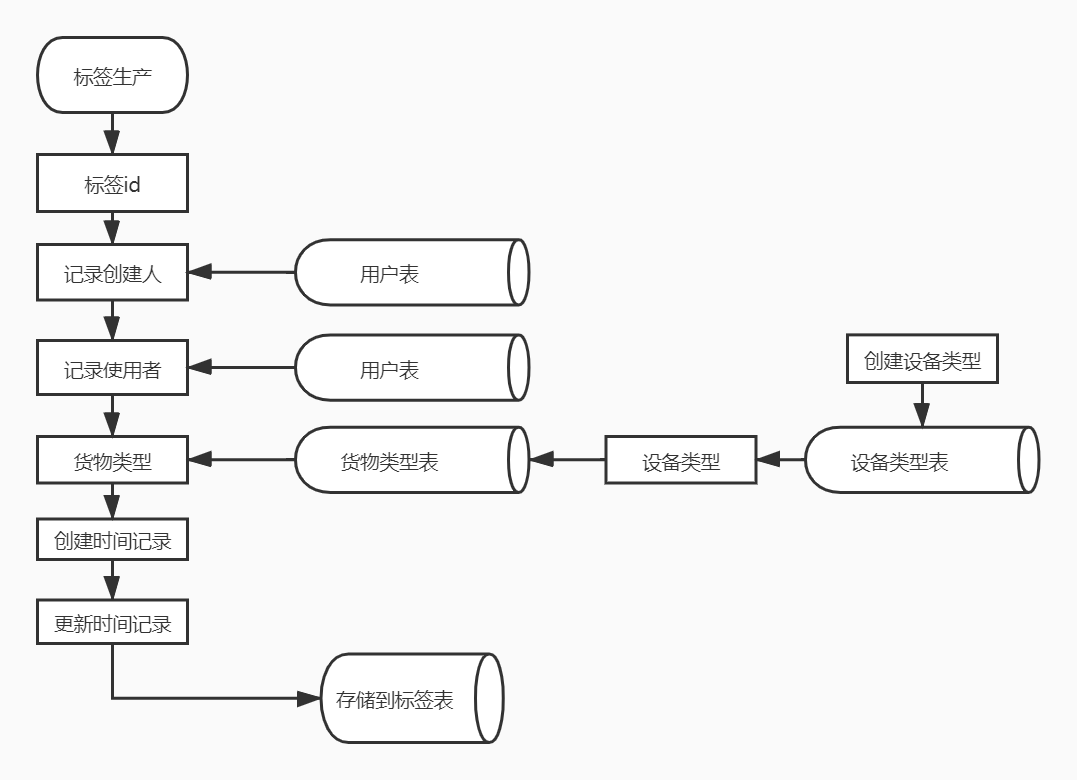 标签生产
标签id
记录创建人
用户表
记录使用者
用户表
创建设备类型
货物类型
货物类型表
设备类型
设备类型表
创建时间记录
更新时间记录
存储到标签表